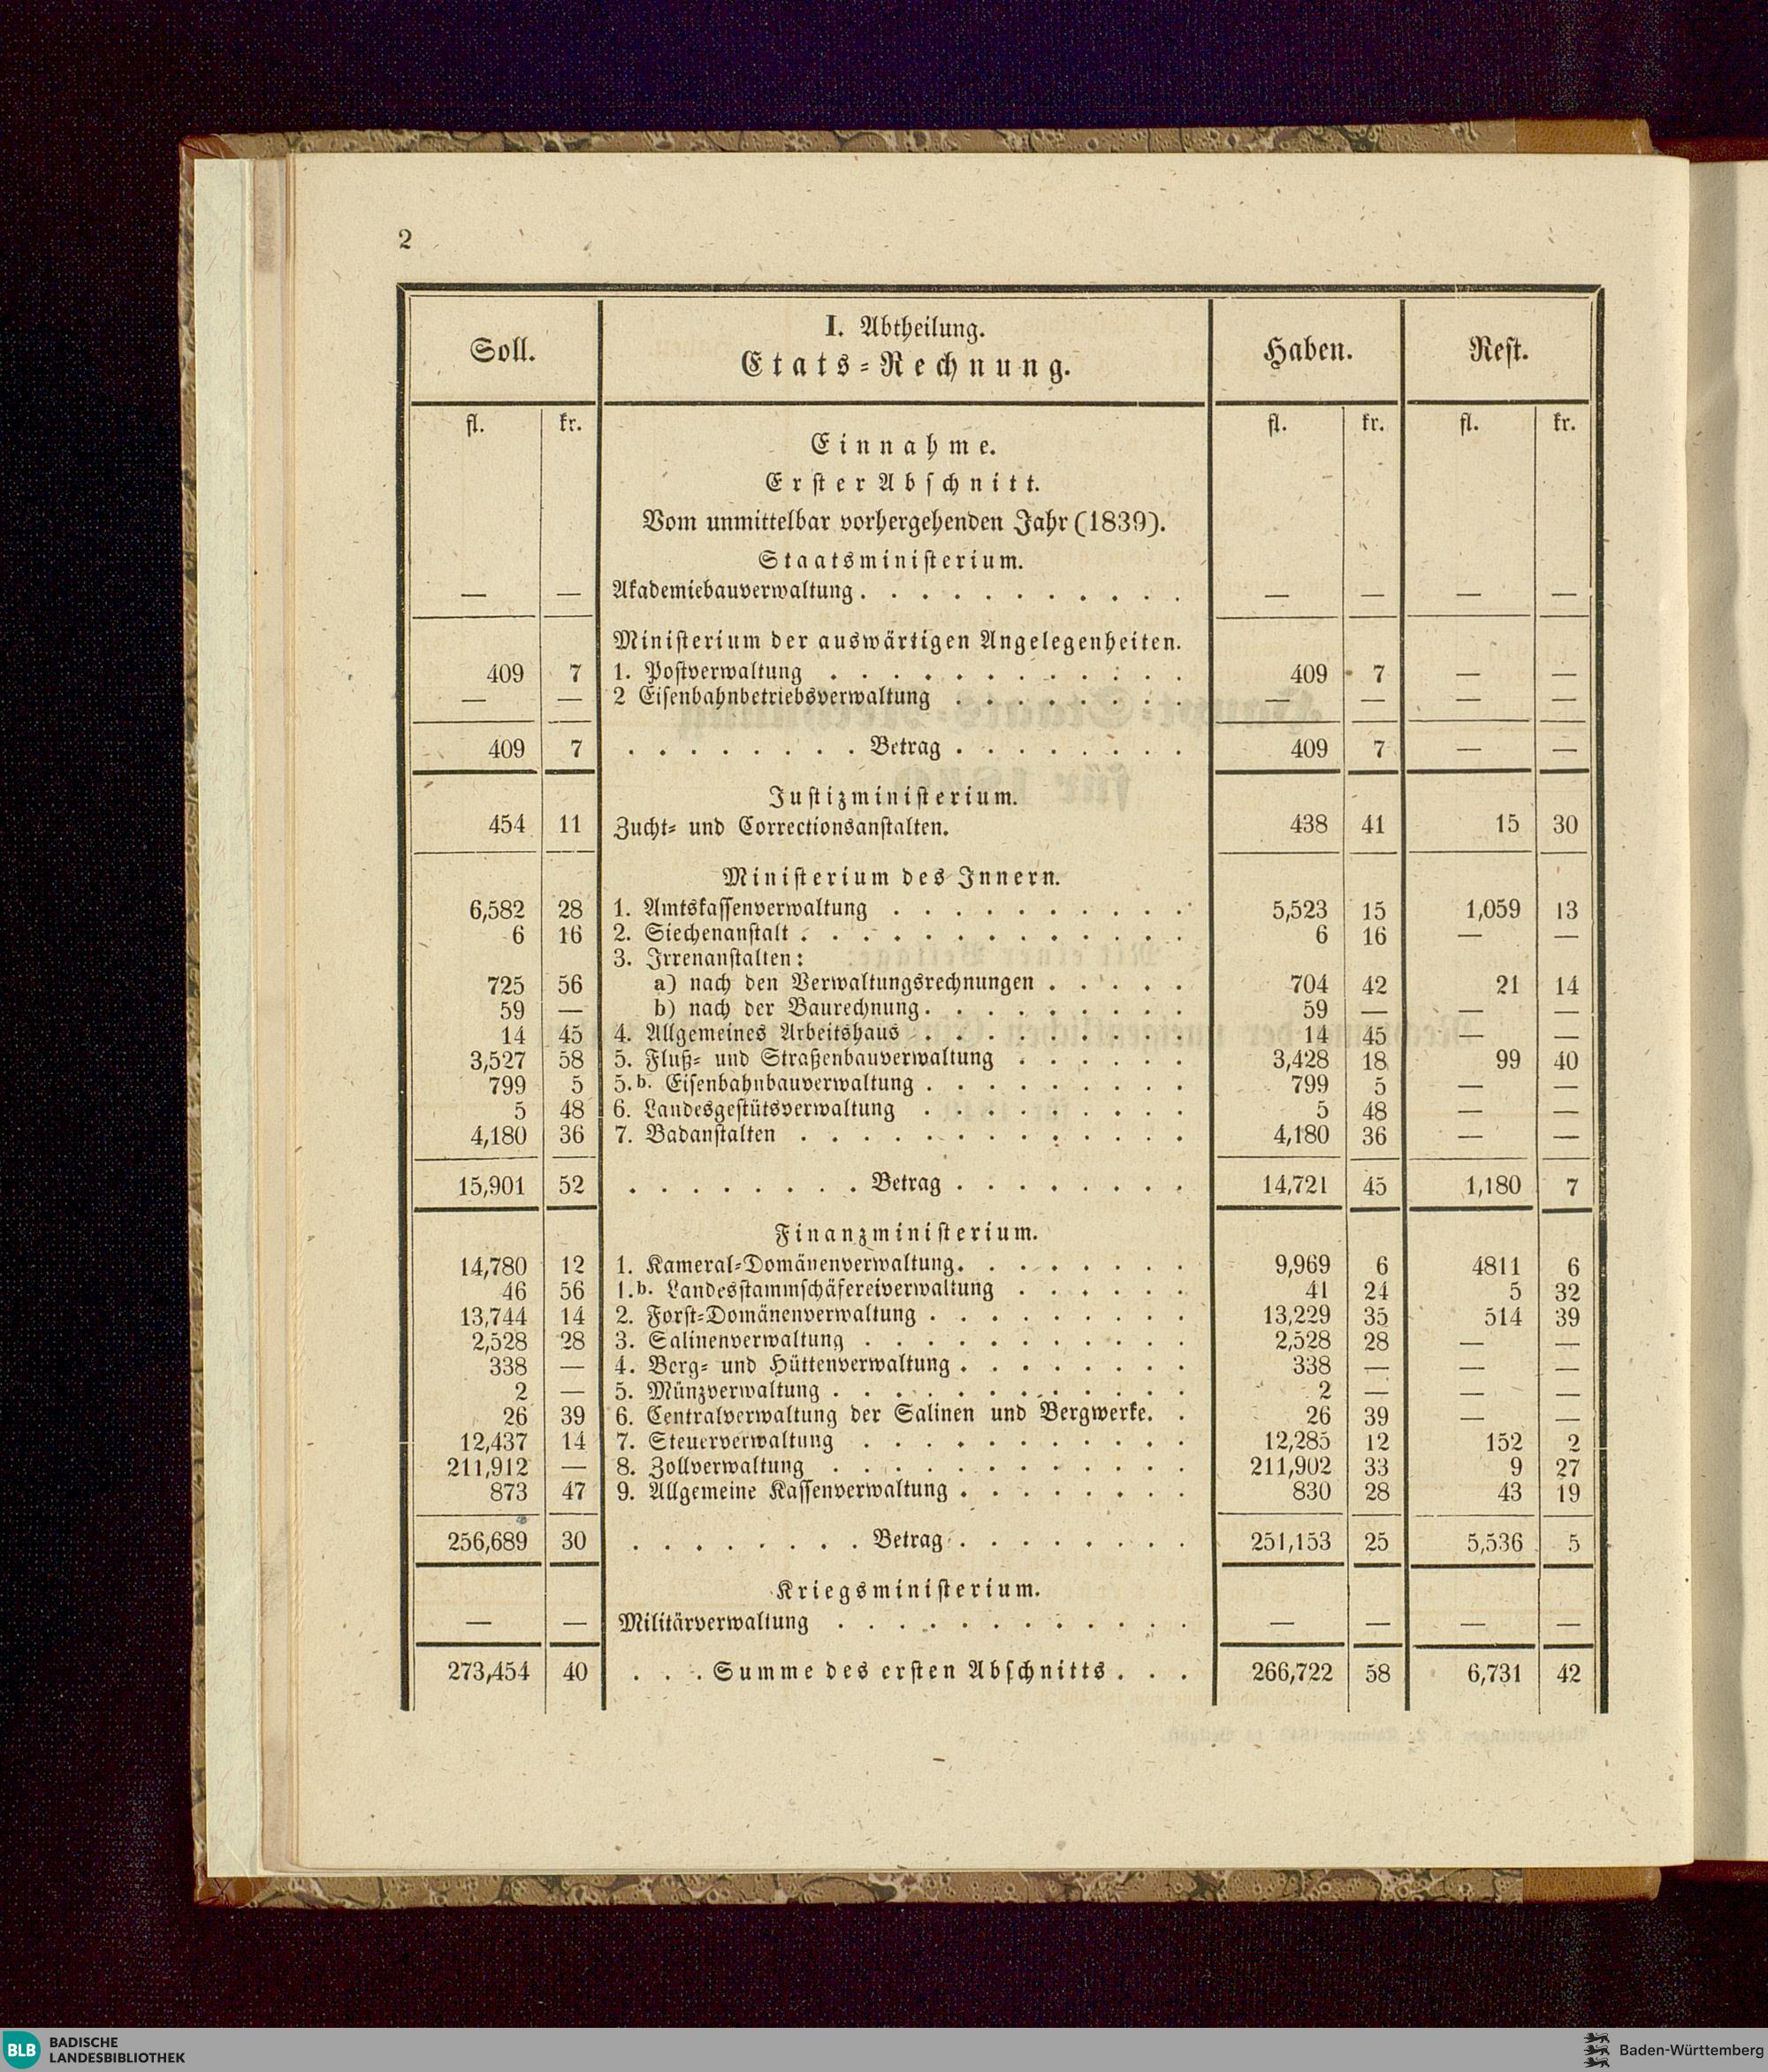 2
Soll. I. Abtheilung. Haben. Rest.
Etats=Rechnung.
fl. kr. fl. kr. fl. kr.
Einnahme.
Erster Abschnitt.
Vom unmittelbar vorhergehenden Jahr (1839).
Staatsministerium.
— — Akademiebauverwaltung . . . . . . . . . . . — — — —
Ministerium der auswärtigen Angelegenheiten.
409 7 1. Postverwaltung . . . . . . . . . . . . 409 7 — —
— — 2 Eisenbahnbetriebsverwaltung . . . . . . . . — — — —
409 7 . . . . . . . . Betrag . . . . . . . . 409 7 — —
Justizministerium.
454 11 Zucht= und Correctionsanstalten. 438 41 15 30
Ministerium des Innern.
6,582 28 1. Amtskassenverwaltung . . . . . . . . . . 5,523 15 1,059 13
6 16 2. Siechenanstalt . . . . . . . . . . . . . 6 16 — —
3. Irrenanstalten:
725 56 a) nach den Verwaltungsrechnungen . . . . . 704 42 21 14
59 — b) nach der Baurechnung . . . . . . . . . 59 — — —
14 45 4. Allgemeines Arbeitshaus . . . . . . . . . 14 45 — —
3,527 58 5. Fluß= und Straßenbauverwaltung . . . . . . 3,428 18 99 40
799 5 5.b. Eisenbahnbauverwaltung . . . . . . . . . 799 5 — —
5 48 6. Landesgestütsverwaltung . . . . . . . . . 5 48 — —
4,180 36 7. Badanstalten . . . . . . . . . . . . . 4,180 36 — —
15,901 52 . . . . . . . . Betrag . . . . . . . . 14,721 45 1,180 7
Finanzministerium.
14,780 12 1. Kameral=Domänenverwaltung . . . . . . . . 9,969 6 4811 6
46 56 1.b. Landesstammschäfereiverwaltung . . . . . . 41 24 5 32
13,744 14 2. Forst=Domänenverwaltung . . . . . . . . . 13,229 35 514 39
2,528 28 3. Salinenverwaltung . . . . . . . . . . . 2,528 28 — —
338 — 4. Berg= und Hüttenverwaltung . . . . . . . . 338 — — —
2 — 5. Münzverwaltung . . . . . . . . . . . . 2 — — —
26 39 6. Centralverwaltung der Salinen und Bergwerke. . 26 39 — —
12,437 14 7. Steuerverwaltung . . . . . . . . . . . 12,285 12 152 2
211,912 — 8. Zollverwaltung . . . . . . . . . . . . 211,902 33 9 27
873 47 9. Allgemeine Kassenverwaltung . . . . . . . . 830 28 43 19
256,689 30 . . . . . . . . Betrag . . . . . . . . 251,153 25 5,536 5
Kriegsministerium.
— — Militärverwaltung . . . . . . . . . . . . — — — —
273,454 40 . . . Summe des ersten Abschnitts . . . 266,722 58 6,731 42
BLB BADISCHE
LANDESBIBLIOTHEK
Baden-Württemberg